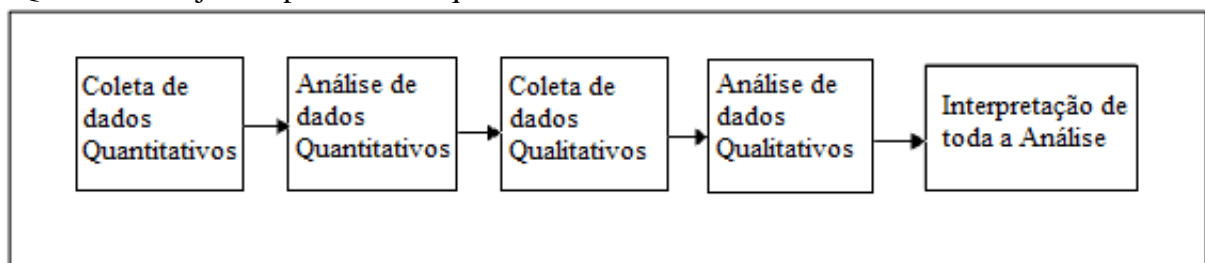 Coleta de
dados
Quantitativos
Análise de
dados
Quantitativos
Coleta de
dados
Qualitativos
Análise de
dados
Qualitativos
Interpretação de
toda a Análise